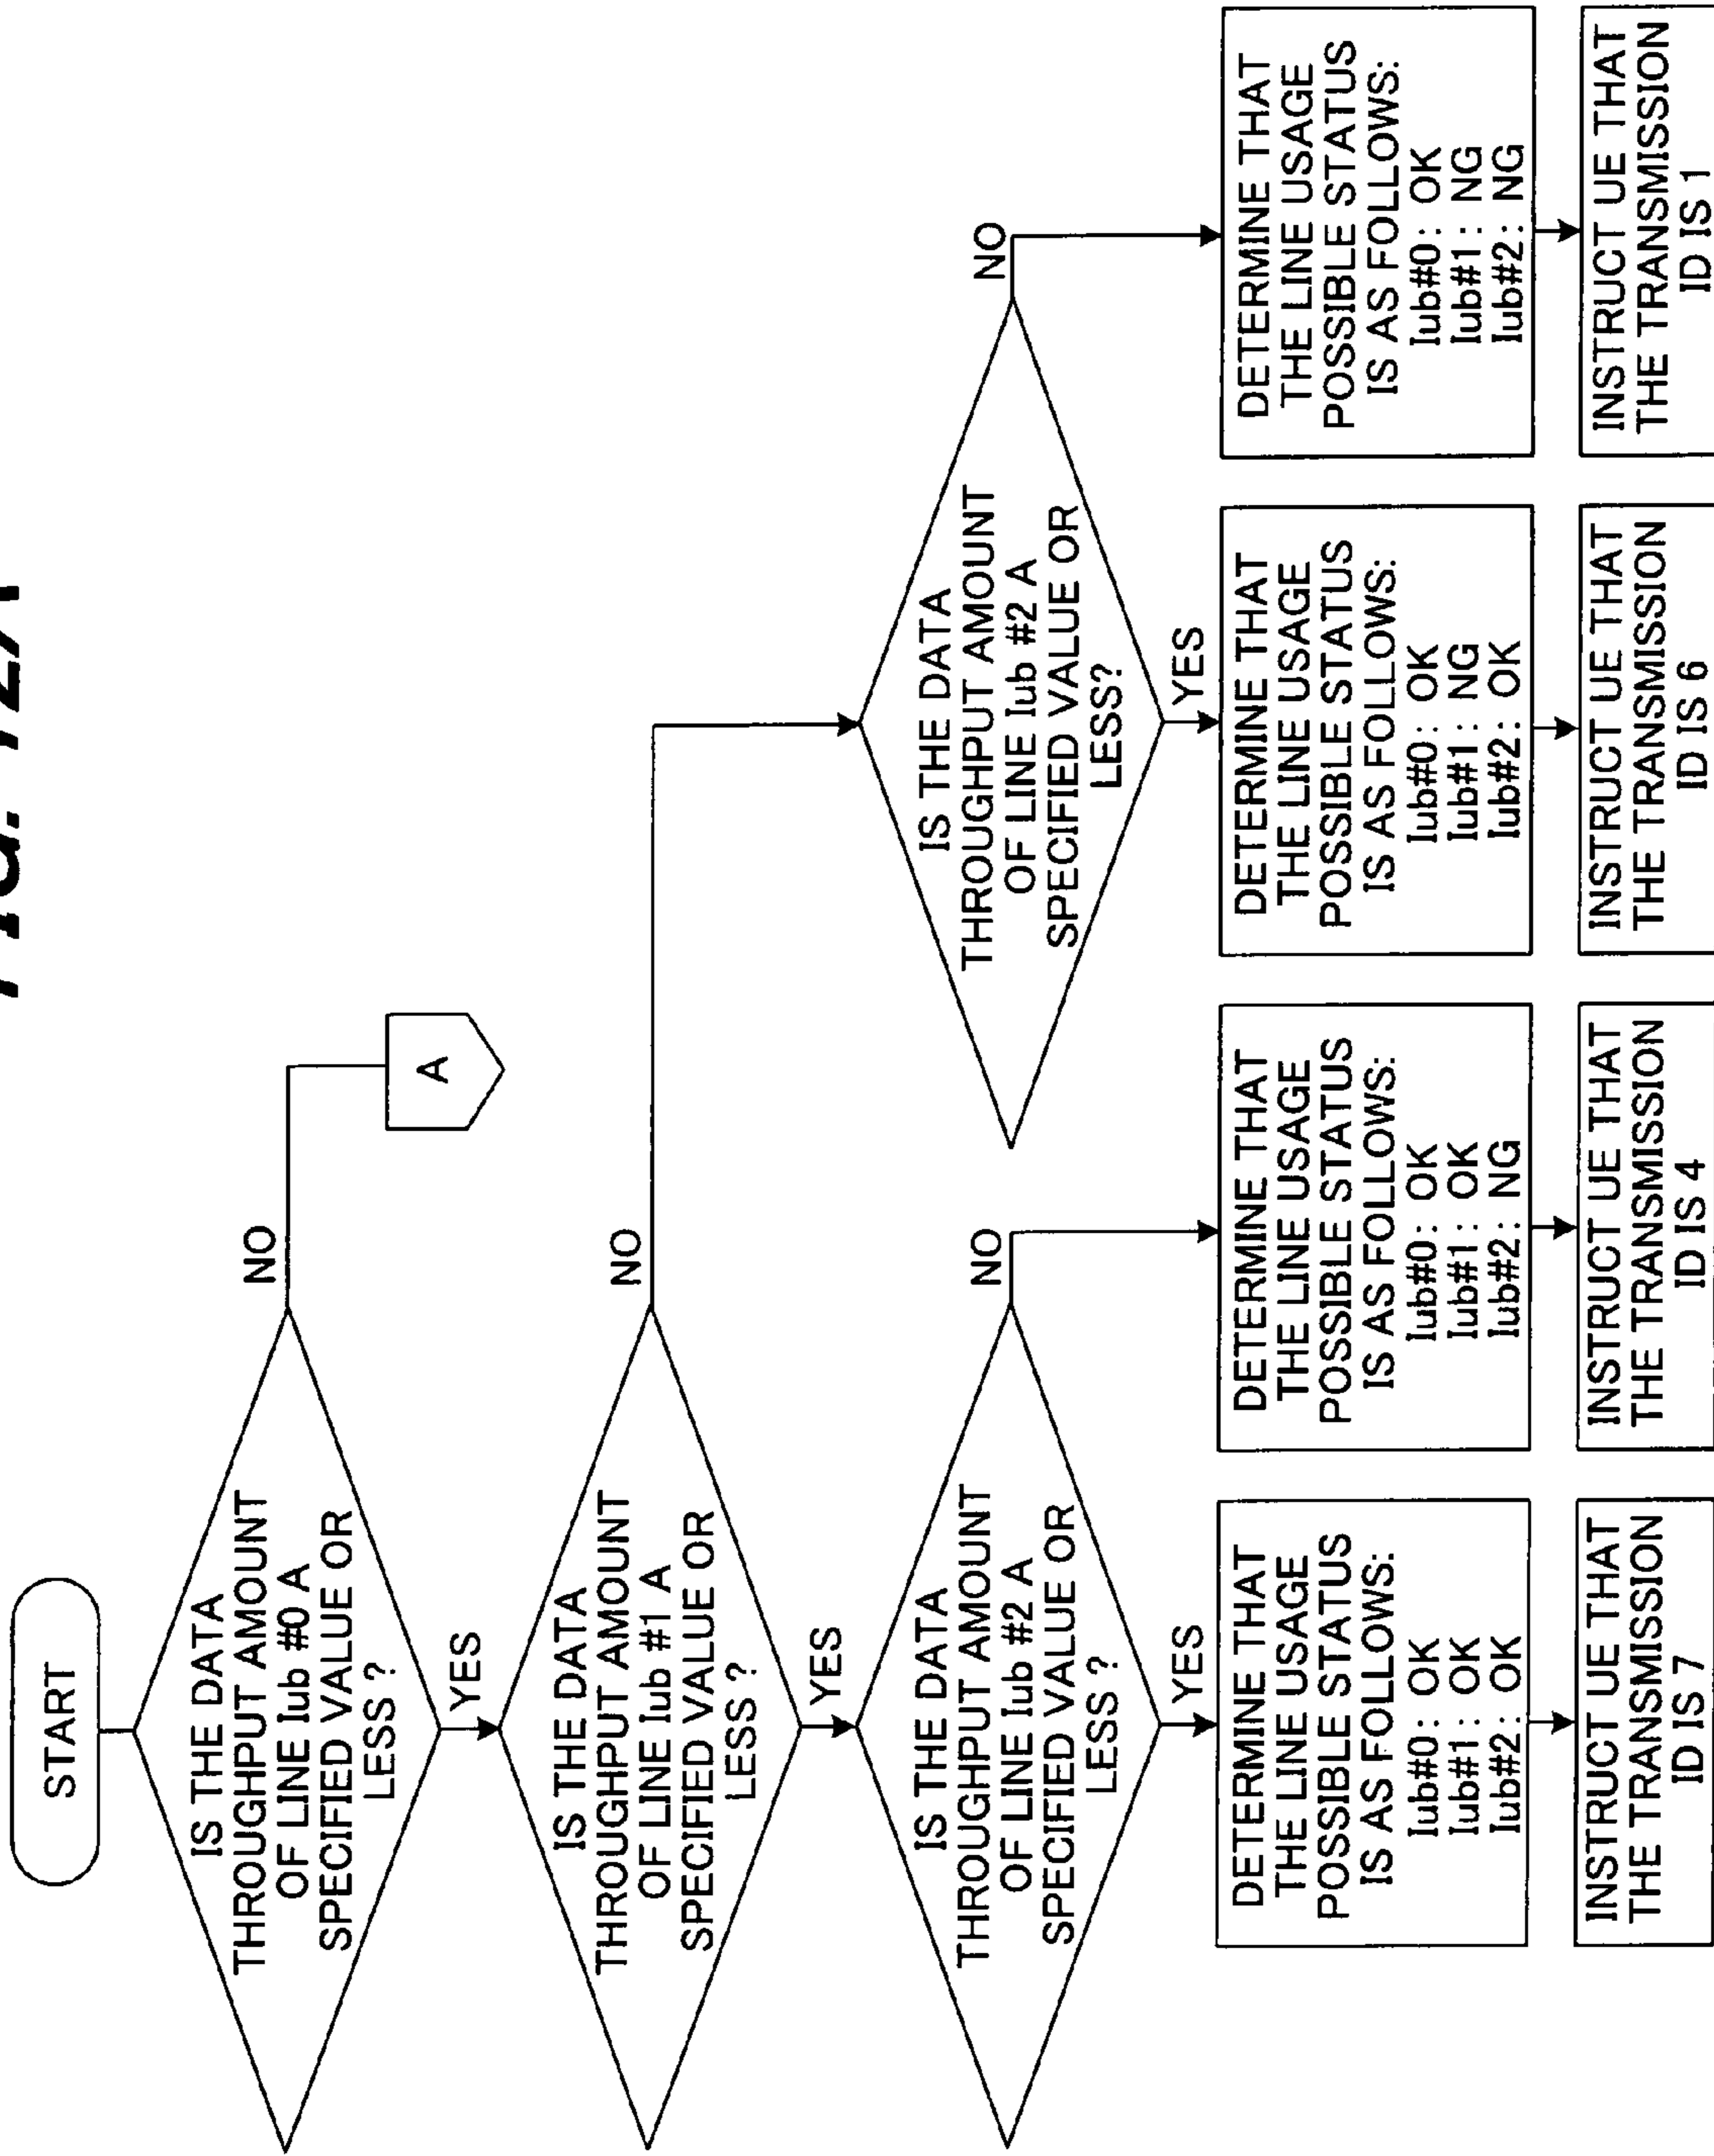 START
IS THE DATA
THROUGHPUT AMOUNT
OF LINE Iub #0 A
SPECIFIED VALUE OR
LESS ?
NO
A
YES
IS THE DATA
THROUGHPUT AMOUNT
OF LINE Iub #1 A
SPECIFIED VALUE OR
LESS ?
NO
YES
IS THE DATA
THROUGHPUT AMOUNT
OF LINE Iub #2 A
SPECIFIED VALUE OR
LESS ?
NO
YES
IS THE DATA
THROUGHPUT AMOUNT
OF LINE Iub #2 A
SPECIFIED VALUE OR
LESS?
NO
YES
DETERMINE THAT
THE LINE USAGE
POSSIBLE STATUS
IS AS FOLLOWS:
Iub#0: OK
Iub#1: OK
Iub#2: OK
INSTRUCT UE THAT
THE TRANSMISSION
ID IS 7
DETERMINE THAT
THE LINE USAGE
POSSIBLE STATUS
IS AS FOLLOWS:
Iub#0: OK
Iub#1: OK
Iub#2: NG
INSTRUCT UE THAT
THE TRANSMISSION
ID IS 4
DETERMINE THAT
THE LINE USAGE
POSSIBLE STATUS
IS AS FOLLOWS:
Iub#0: OK
Iub#1: NG
Iub#2: OK
INSTRUCT UE THAT
THE TRANSMISSION
ID IS 6
DETERMINE THAT
THE LINE USAGE
POSSIBLE STATUS
IS AS FOLLOWS:
Iub#0: OK
Iub#1: NG
Iub#2: NG
INSTRUCT UE THAT
THE TRANSMISSION
ID IS 1